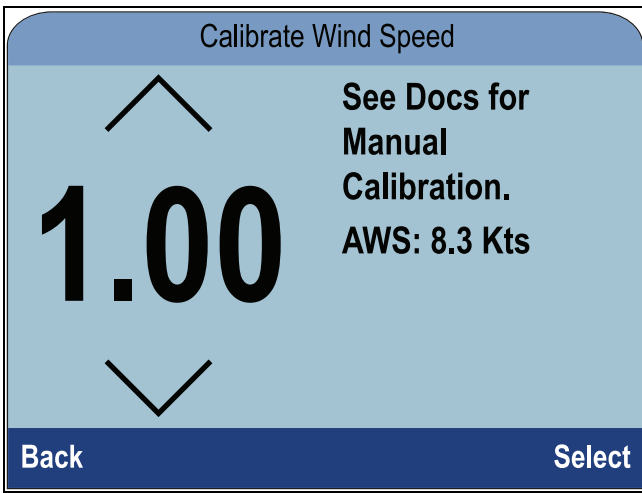 Calibrate Wind Speed
1.00
See Docs for
Manual
Calibration.
AWS: 8.3 Kts
Back
Select